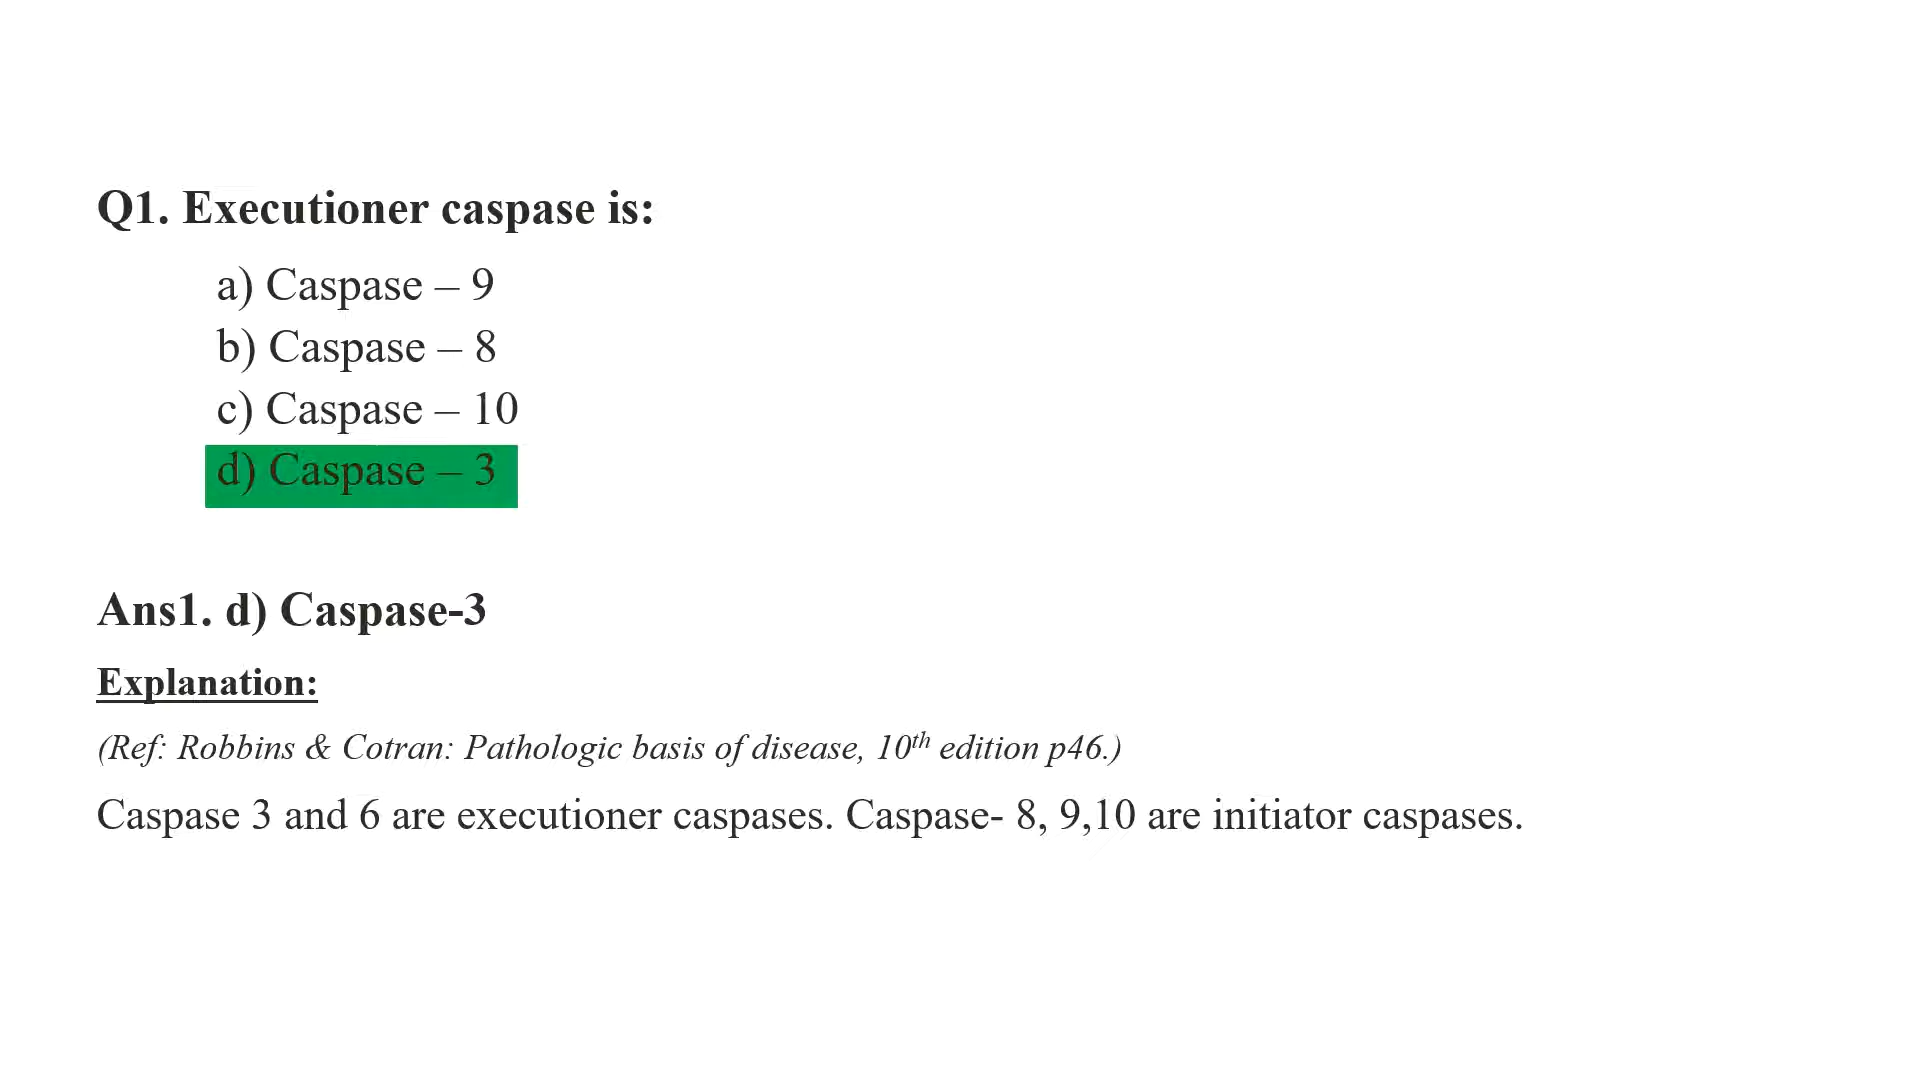 Q1. Executioner caspase is:
a) Caspase – 9
b) Caspase – 8
c) Caspase – 10
d) Caspase – 3
Ans1. d) Caspase-3
Explanation:
(Ref: Robbins & Cotran: Pathologic basis of disease, 10th edition p46.)
Caspase 3 and 6 are executioner caspases. Caspase- 8, 9,10 are initiator caspases.